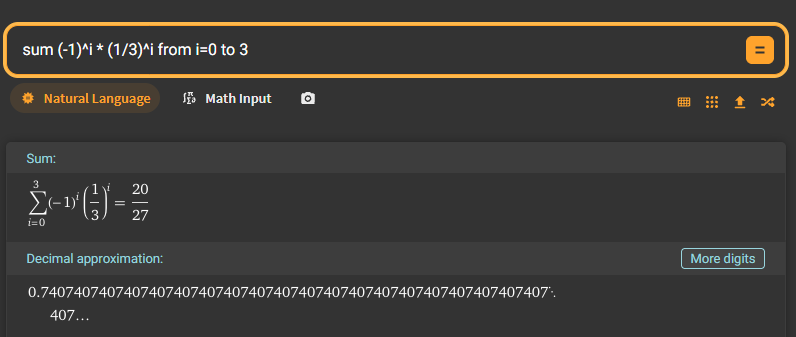 sum (-1)^i * (1/3)^i from i=0 to 3
=
Natural Language
Math Input
Sum:
∑_{i=0}^{3} (-1)^i (1/3)^i = 20/27
Decimal approximation:
More digits
0.7407407407407407407407407407407407407407407407407407407407407⋱
407…